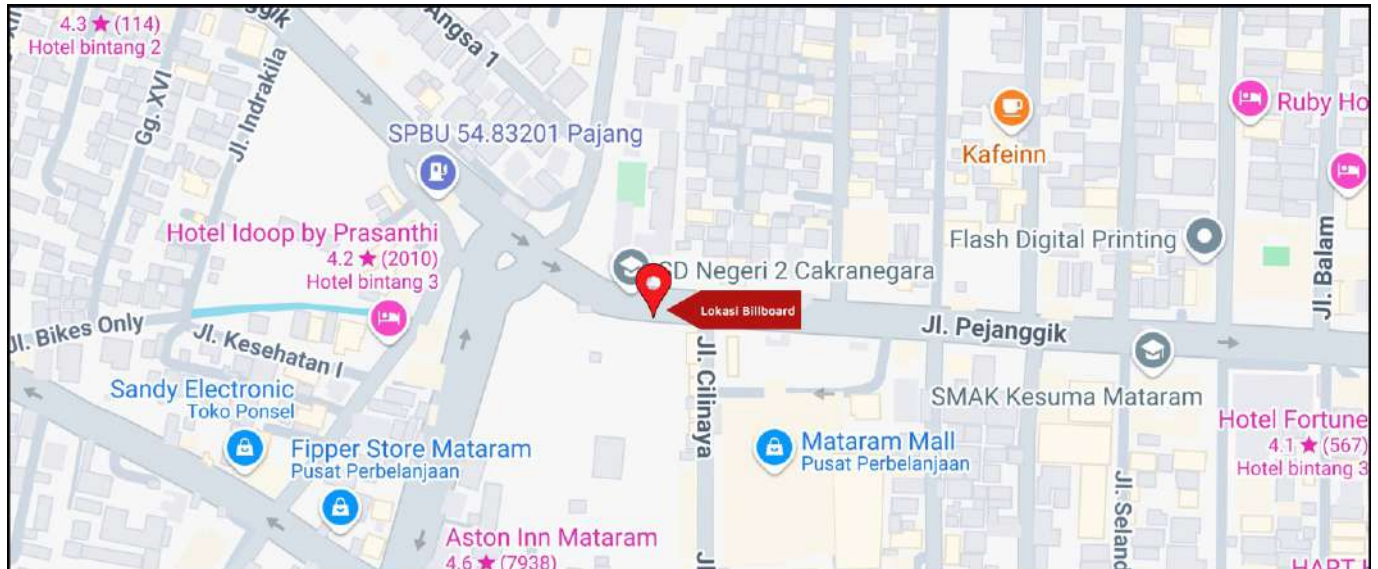 4.3 ★ (114)
Hotel bintang 2
Gg. XVI
Jl. Indrakila
Angsa 1
SPBU 54.83201 Pajang
Kafeinn
Ruby Ho
Hotel Idoop by Prasanthi
4.2 ★ (2010)
Hotel bintang 3
SD Negeri 2 Cakranegara
Flash Digital Printing
Jl. Balam
Lokasi Billboard
Jl. Bikes Only
Jl. Kesehatan I
Jl. Pejanggik
Jl. Cilinaya
Sandy Electronic
Toko Ponsel
SMAK Kesuma Mataram
Fipper Store Mataram
Pusat Perbelanjaan
Mataram Mall
Pusat Perbelanjaan
Hotel Fortune
4.1 ★ (567)
Hotel bintang 3
Jl. Seland
Aston Inn Mataram
4.6 ★ (7938)